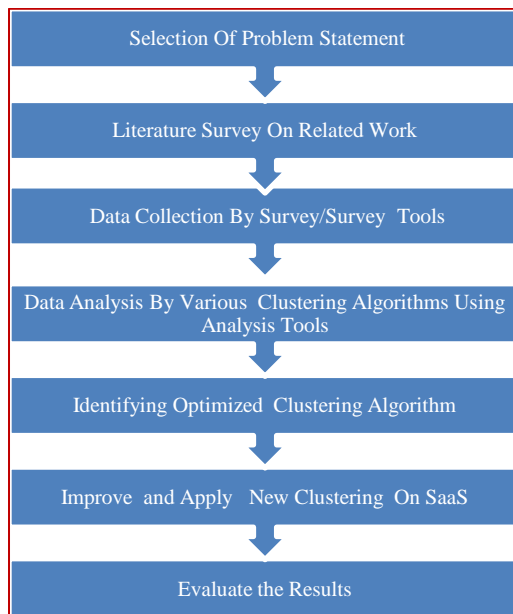 Selection Of Problem Statement
Literature Survey On Related Work
Data Collection By Survey/Survey Tools
Data Analysis By Various Clustering Algorithms Using
Analysis Tools
Identifying Optimized Clustering Algorithm
Improve and Apply New Clustering On SaaS
Evaluate the Results